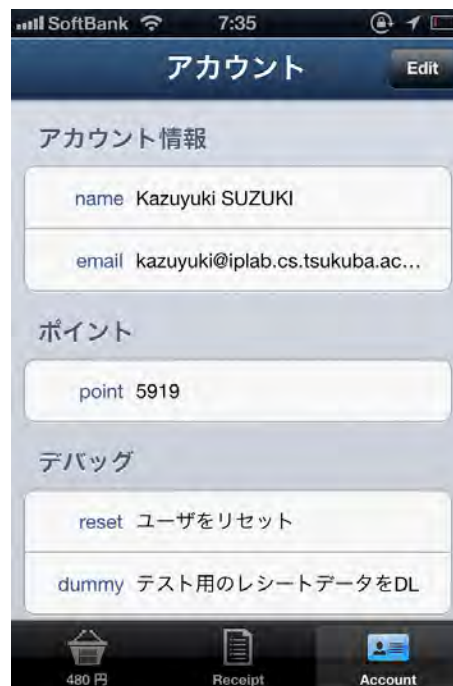 SoftBank 7:35
アカウント Edit
アカウント情報
name Kazuyuki SUZUKI
email kazuyuki@iplab.cs.tsukuba.ac...
ポイント
point 5919
デバッグ
reset ユーザをリセット
dummy テスト用のレシートデータをDL
480 円 Receipt Account